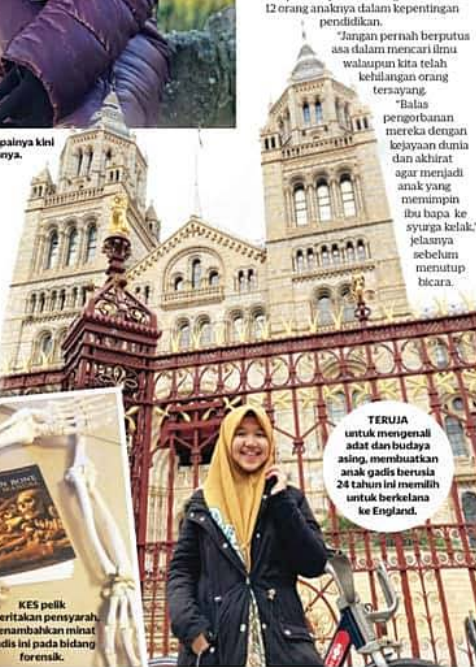 12 orang anaknya dalam kepentingan
pendidikan.
"Jangan pernah berputus
asa dalam mencari ilmu
walaupun kita telah
kehilangan orang
tersayang.
"Balas
pengorbanan
mereka dengan
kejayaan dunia
dan akhirat
agar menjadi
anak yang
memimpin
ibu bapa ke
syurga kelak,"
jelasnya
sebelum
menutup
bicara.
painya kini
nya.
TERUJA
untuk mengenali
adat dan budaya
asing, membuatkan
anak gadis berusia
24 tahun ini memilih
untuk berkelana
ke England.
N BONE
KES pelik
eritakan pensyarah,
enambahkan minat
dis ini pada bidang
forensik.